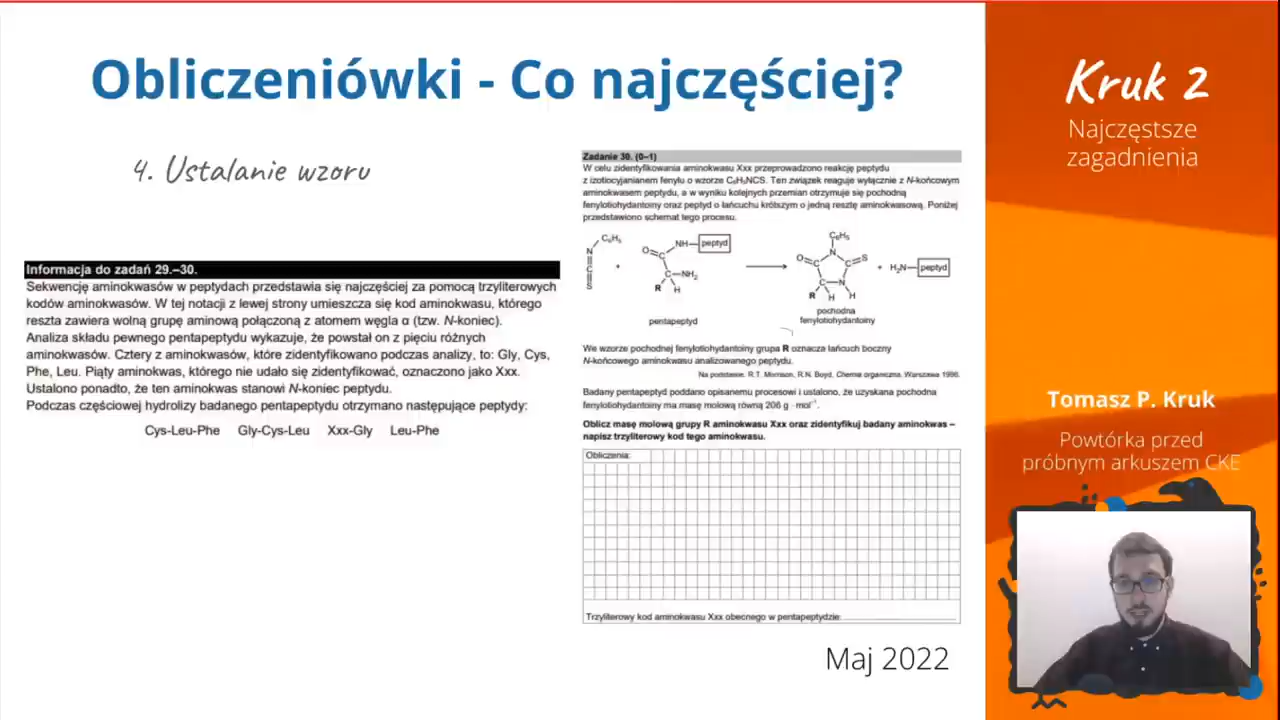 Obliczeniówki - Co najczęściej?
4. Ustalanie wzoru
Informacja do zadań 29.–30.
Sekwencję aminokwasów w peptydach przedstawia się najczęściej za pomocą trzyliterowych
kodów aminokwasów. W tej notacji z lewej strony umieszcza się kod aminokwasu, którego
reszta zawiera wolną grupę aminową połączoną z atomem węgla α (tzw. N-koniec).
Analiza składu pewnego pentapeptydu wykazuje, że powstał on z pięciu różnych
aminokwasów. Cztery z aminokwasów, które zidentyfikowano podczas analizy, to: Gly, Cys,
Phe, Leu. Piąty aminokwas, którego nie udało się zidentyfikować, oznaczono jako Xxx.
Ustalono ponadto, że ten aminokwas stanowi N-koniec peptydu.
Podczas częściowej hydrolizy badanego pentapeptydu otrzymano następujące peptydy:
Cys-Leu-Phe Gly-Cys-Leu Xxx-Gly Leu-Phe
Zadanie 30. (0–1)
W celu zidentyfikowania aminokwasu Xxx przeprowadzono reakcję peptydu
z izotiocyjanianem fenylu o wzorze C₆H₅NCS. Ten związek reaguje wyłącznie z N-końcowym
aminokwasem peptydu, a w wyniku kolejnych przemian otrzymuje się pochodną
fenylotiohydantoiny oraz peptyd o łańcuchu krótszym o jedną resztę aminokwasową. Poniżej
przedstawiono schemat tego procesu.
C₆H₅
N
C
S
+
O
NH
peptyd
C
NH₂
R
H
C₆H₅
O
N
S
C
N
R
H
H
+ H₂N peptyd
pentapeptyd
pochodna
fenylotiohydantoiny
We wzorze pochodnej fenylotiohydantoiny grupa R oznacza łańcuch boczny
N-końcowego aminokwasu analizowanego peptydu.
Na podstawie: R.T. Morrison, R.N. Boyd, Chemia organiczna, Warszawa 1996.
Badany pentapeptyd poddano opisanemu procesowi i ustalono, że uzyskana pochodna
fenylotiohydantoiny ma masę molową równą 206 g · mol⁻¹.
Oblicz masę molową grupy R aminokwasu Xxx oraz zidentyfikuj badany aminokwas –
napisz trzyliterowy kod tego aminokwasu.
Obliczenia:
Trzyliterowy kod aminokwasu Xxx obecnego w pentapeptydzie:
Maj 2022
Kruk 2
Najczęstsze
zagadnienia
Tomasz P. Kruk
Powtórka przed
próbnym arkuszem CKE